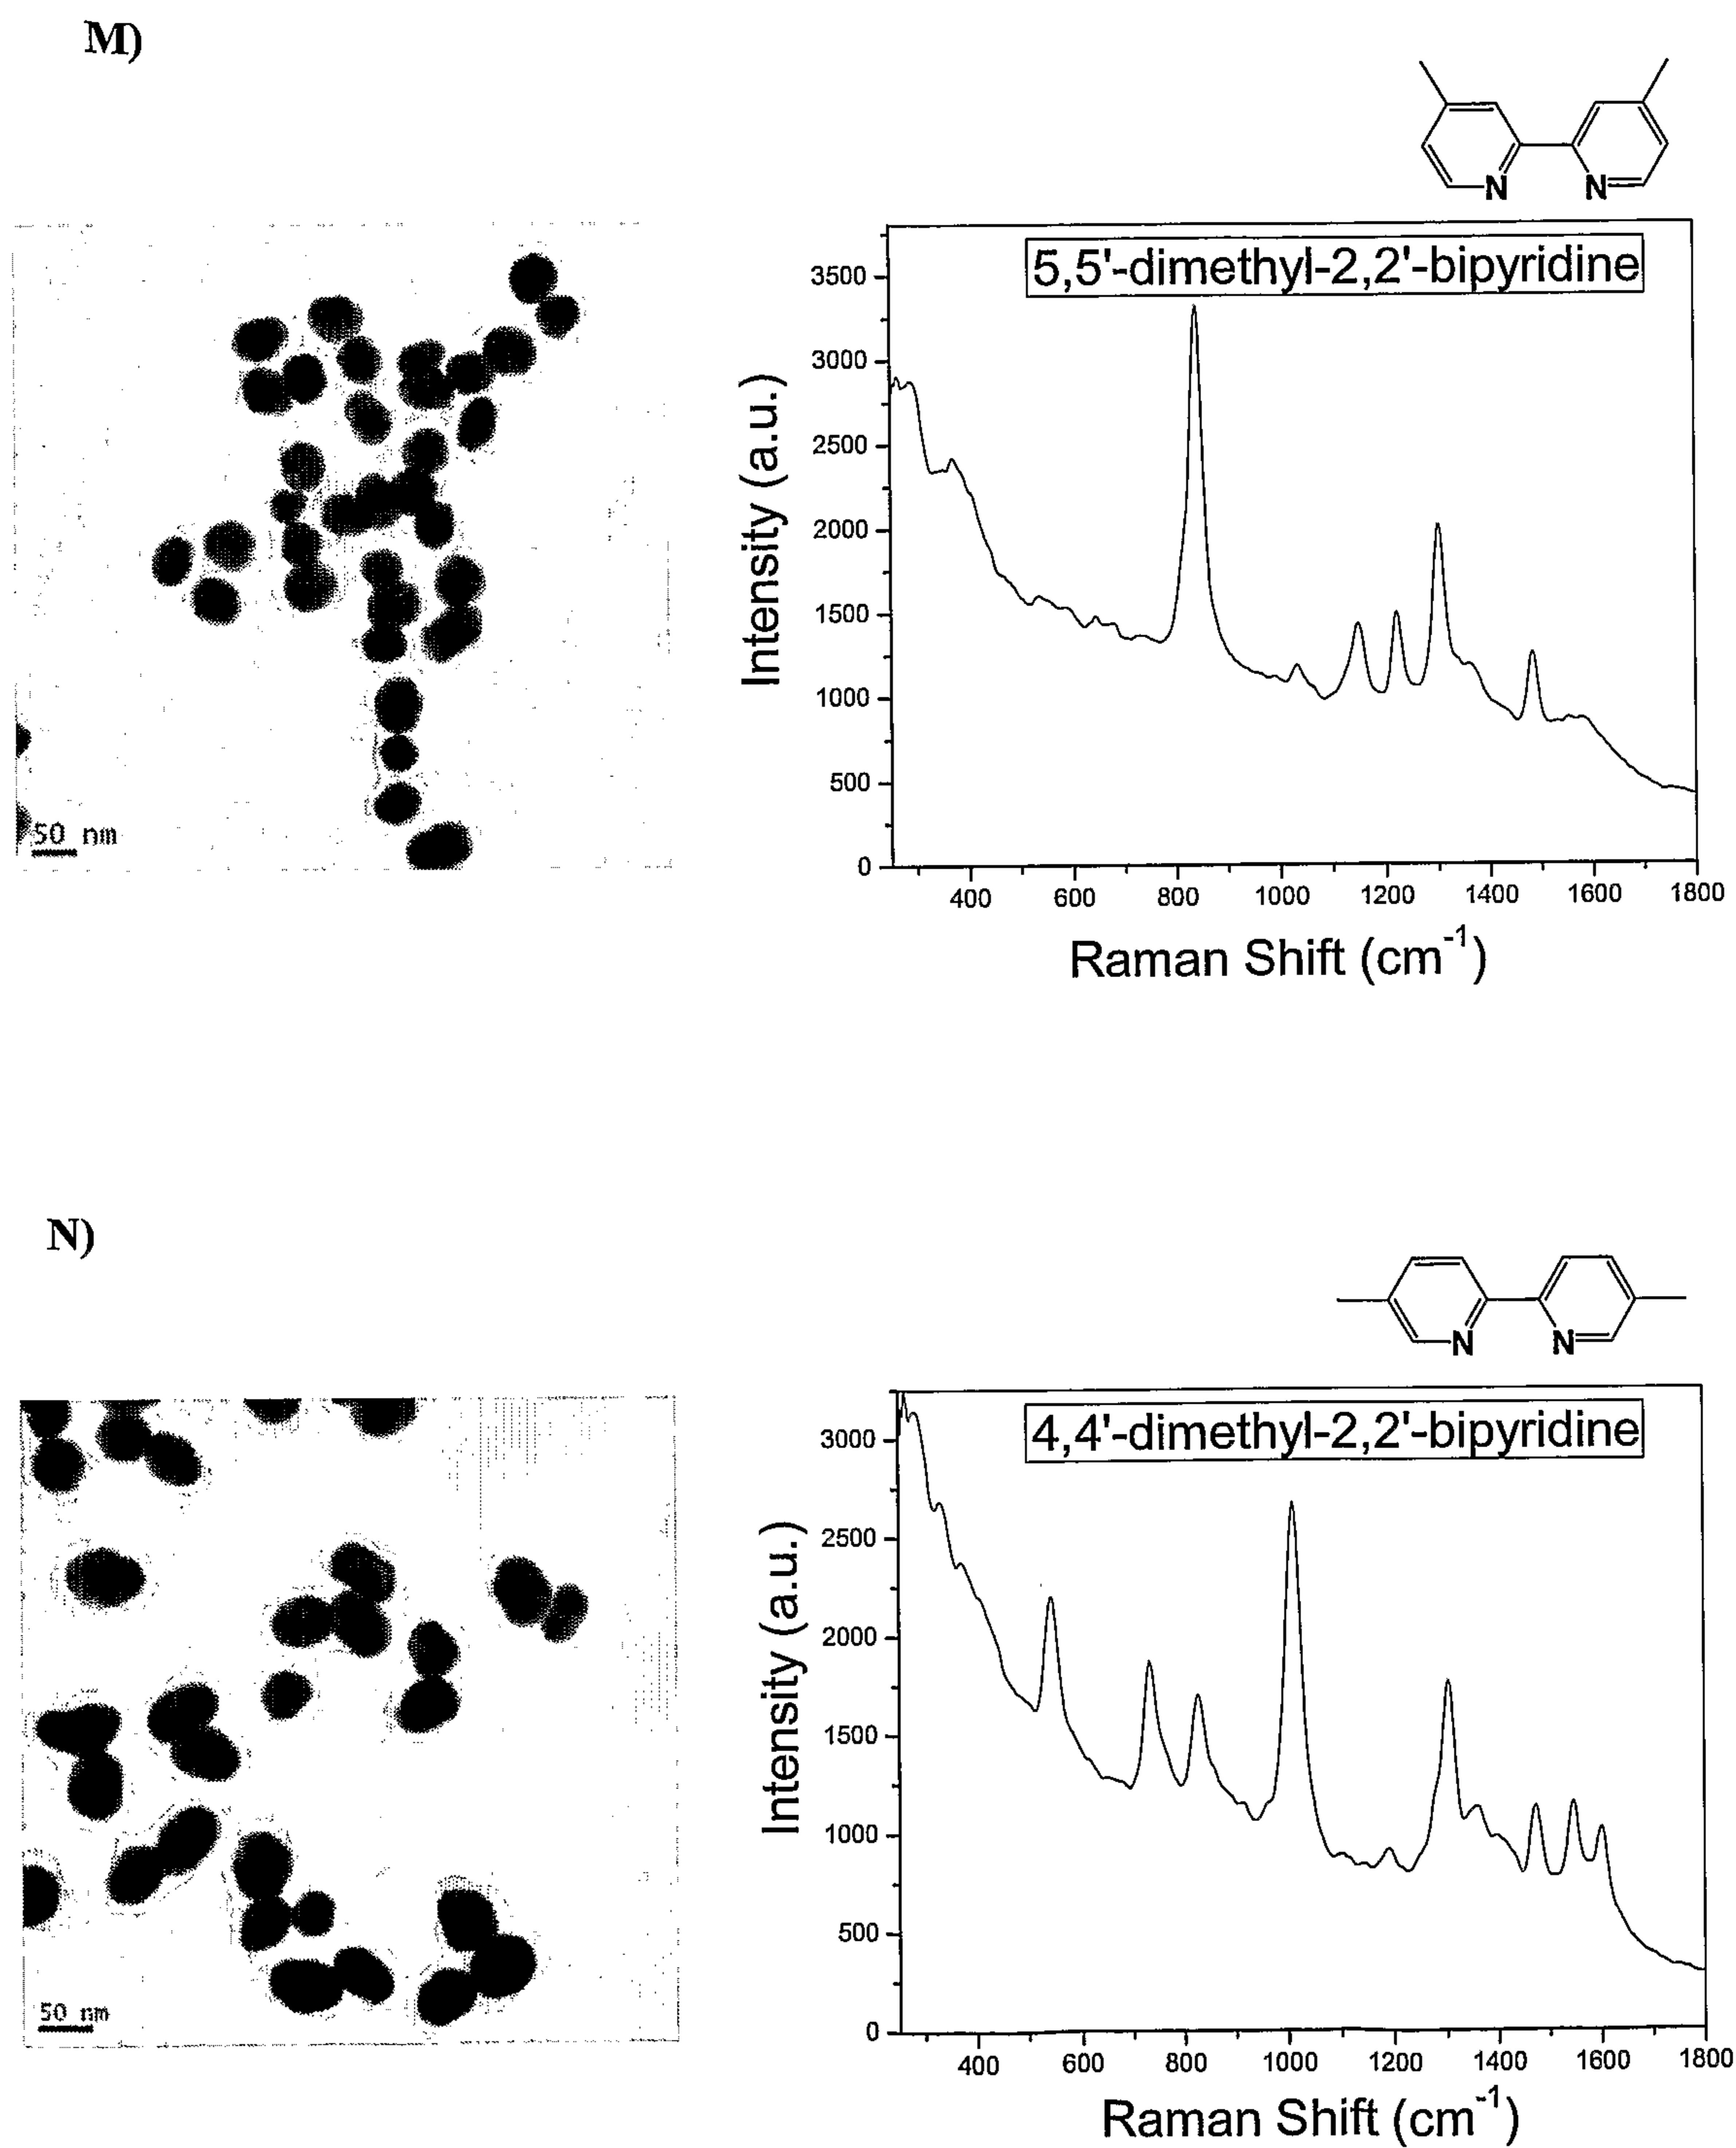 M)
N N
5,5'-dimethyl-2,2'-bipyridine
3500
3000
2500
2000
1500
1000
500
0
Intensity (a.u.)
400 600 800 1000 1200 1400 1600 1800
Raman Shift (cm⁻¹)
50 nm
N)
N N
4,4'-dimethyl-2,2'-bipyridine
3000
2500
2000
1500
1000
500
0
Intensity (a.u.)
400 600 800 1000 1200 1400 1600 1800
Raman Shift (cm⁻¹)
50 nm